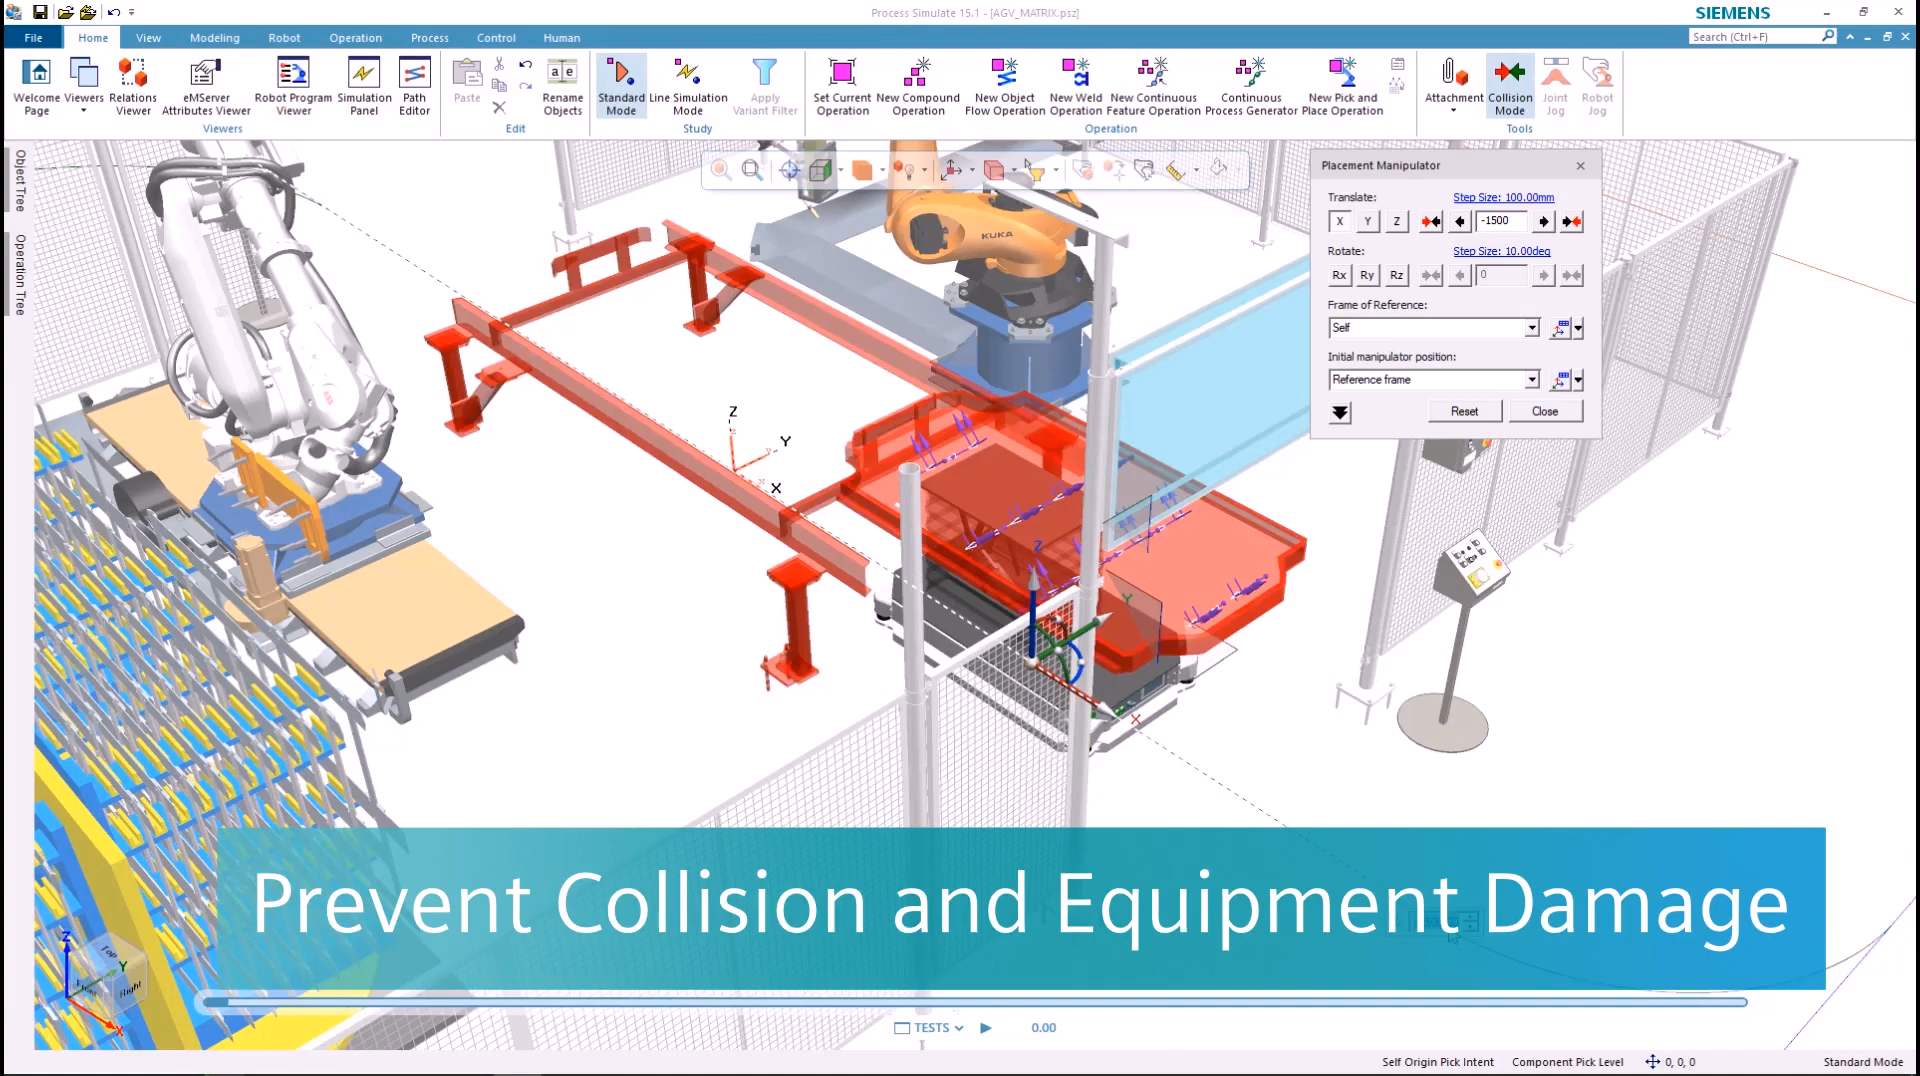 Process Simulate 15.1 - [AGV_MATRIX.psz]
SIEMENS
File Home View Modeling Robot Operation Process Control Human
Search (Ctrl+F)
Welcome Page
Viewers
Relations Viewer
eMServer Attributes Viewer
Robot Program Viewer
Simulation Panel
Path Editor
Paste
Rename Objects
Standard Mode
Line Simulation Mode
Apply Variant Filter
Set Current Operation
New Compound Operation
New Object Flow Operation
New Weld Operation
New Continuous Feature Operation
Continuous Process Generator
New Pick and Place Operation
Attachment
Collision Mode
Joint Jog
Robot Jog
Viewers Edit Study Operation Tools
Object Tree
Operation Tree
Placement Manipulator
Translate: Step Size: 100.00mm
X Y Z -1500
Rotate: Step Size: 10.00deg
Rx Ry Rz 0
Frame of Reference:
Self
Initial manipulator position:
Reference frame
Reset Close
KUKA
Z
Y
X
Z
Y
X
Prevent Collision and Equipment Damage
Z
Y
X
Top
Right
TESTS 0.00
Self Origin Pick Intent Component Pick Level 0, 0, 0 Standard Mode